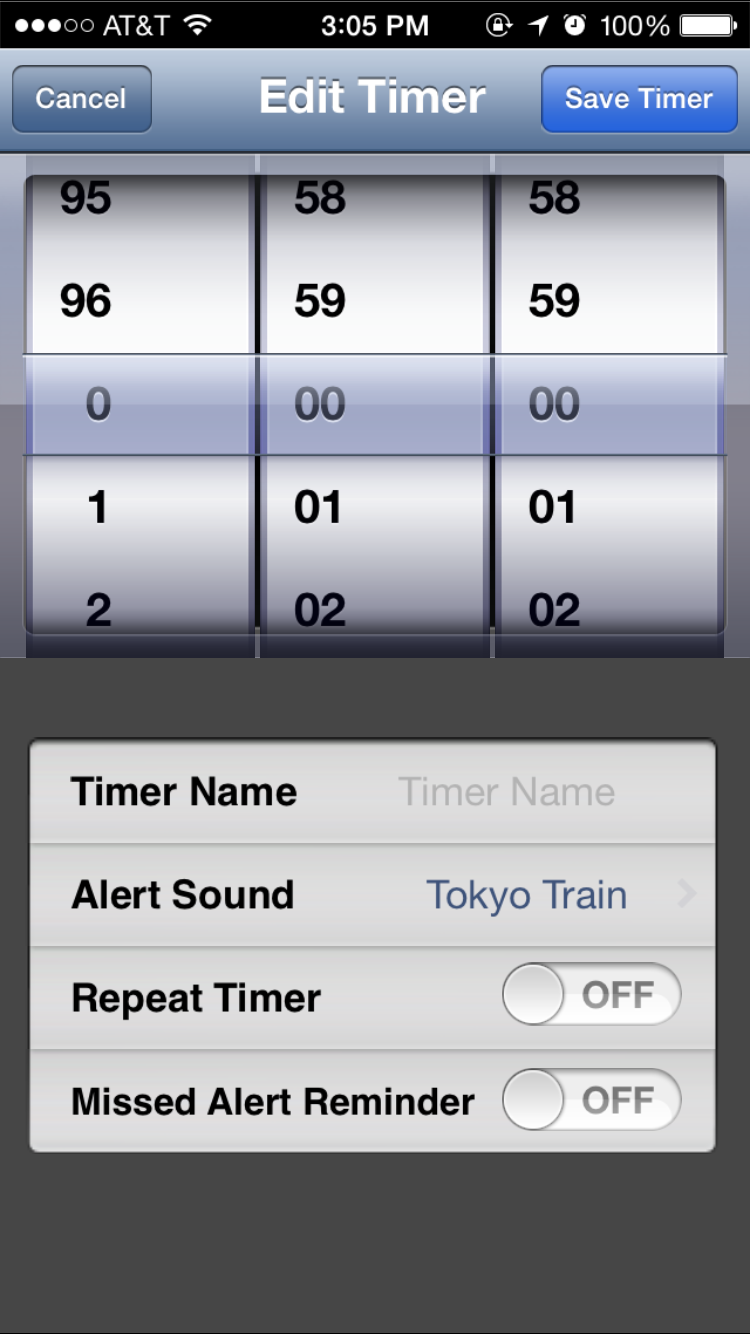 AT&T 3:05 PM 100%
Cancel Edit Timer Save Timer
95 58 58
96 59 59
0 00 00
1 01 01
2 02 02
Timer Name Timer Name
Alert Sound Tokyo Train
Repeat Timer OFF
Missed Alert Reminder OFF